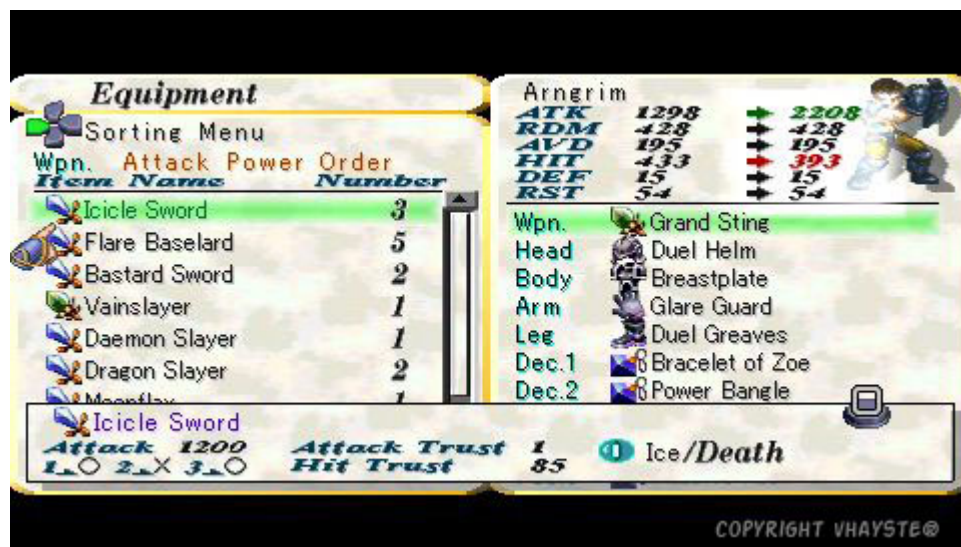 Equipment
Sorting Menu
Wpn. Attack Power Order
Item Name Number
Icicle Sword 3
Flare Baselard 5
Bastard Sword 2
Vainslayer 1
Daemon Slayer 1
Dragon Slayer 2
Moonflax 1
Arngrim
ATK 1298 2208
RDM 428 428
AVD 195 195
HIT 433 393
DEF 15 15
RST 54 54
Wpn. Grand Sting
Head Duel Helm
Body Breastplate
Arm Glare Guard
Leg Duel Greaves
Dec.1 Bracelet of Zoe
Dec.2 Power Bangle
Icicle Sword
Attack 1200 Attack Trust 1
1 ○ 2 × 3 ○ Hit Trust 85
Ice/Death
COPYRIGHT VHAYSTE®